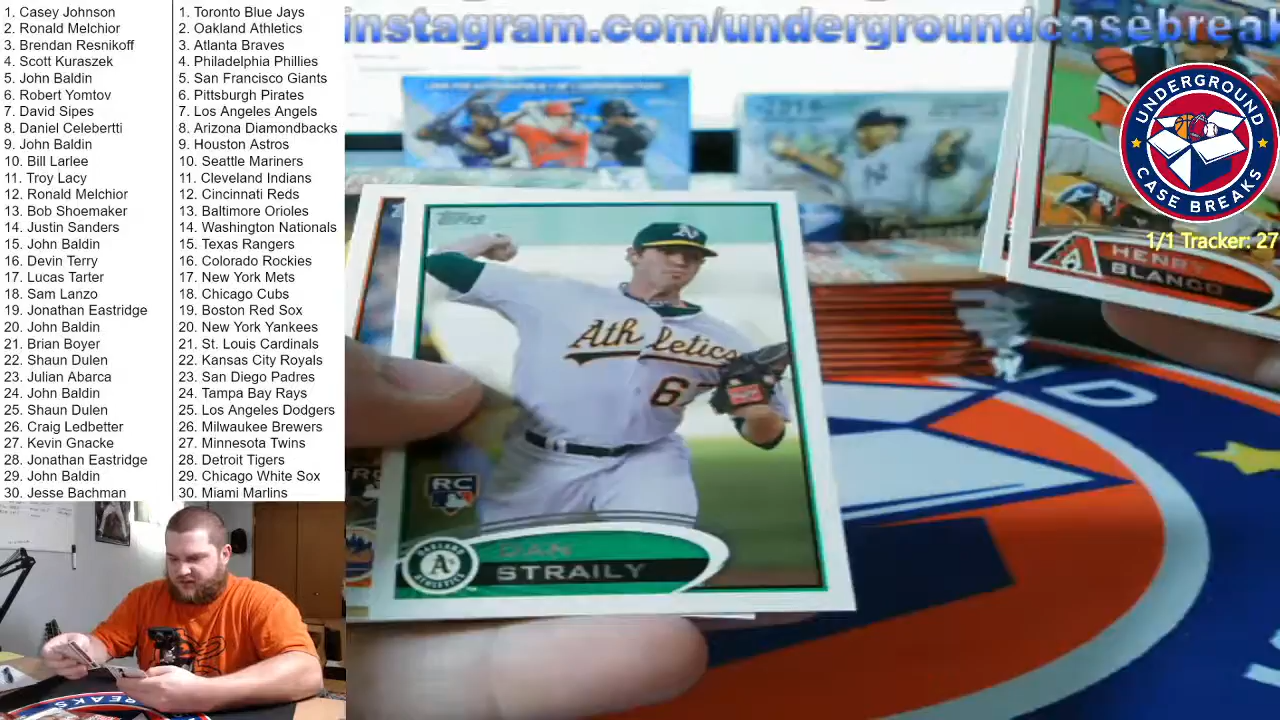 instagram.com/undergroundcasebreak
1. Casey Johnson
2. Ronald Melchior
3. Brendan Resnikoff
4. Scott Kuraszek
5. John Baldin
6. Robert Yomtov
7. David Sipes
8. Daniel Celebertti
9. John Baldin
10. Bill Larlee
11. Troy Lacy
12. Ronald Melchior
13. Bob Shoemaker
14. Justin Sanders
15. John Baldin
16. Devin Terry
17. Lucas Tarter
18. Sam Lanzo
19. Jonathan Eastridge
20. John Baldin
21. Brian Boyer
22. Shaun Dulen
23. Julian Abarca
24. John Baldin
25. Shaun Dulen
26. Craig Ledbetter
27. Kevin Gnacke
28. Jonathan Eastridge
29. John Baldin
30. Jesse Bachman
1. Toronto Blue Jays
2. Oakland Athletics
3. Atlanta Braves
4. Philadelphia Phillies
5. San Francisco Giants
6. Pittsburgh Pirates
7. Los Angeles Angels
8. Arizona Diamondbacks
9. Houston Astros
10. Seattle Mariners
11. Cleveland Indians
12. Cincinnati Reds
13. Baltimore Orioles
14. Washington Nationals
15. Texas Rangers
16. Colorado Rockies
17. New York Mets
18. Chicago Cubs
19. Boston Red Sox
20. New York Yankees
21. St. Louis Cardinals
22. Kansas City Royals
23. San Diego Padres
24. Tampa Bay Rays
25. Los Angeles Dodgers
26. Milwaukee Brewers
27. Minnesota Twins
28. Detroit Tigers
29. Chicago White Sox
30. Miami Marlins
UNDERGROUND
CASE BREAKS
1/1 Tracker: 27
HENRY
BLANCO
TOPPS
A's
Athletics
67
RC
OAKLAND
A's
ATHLETICS
DAN
STRAILY
D
BREAKS